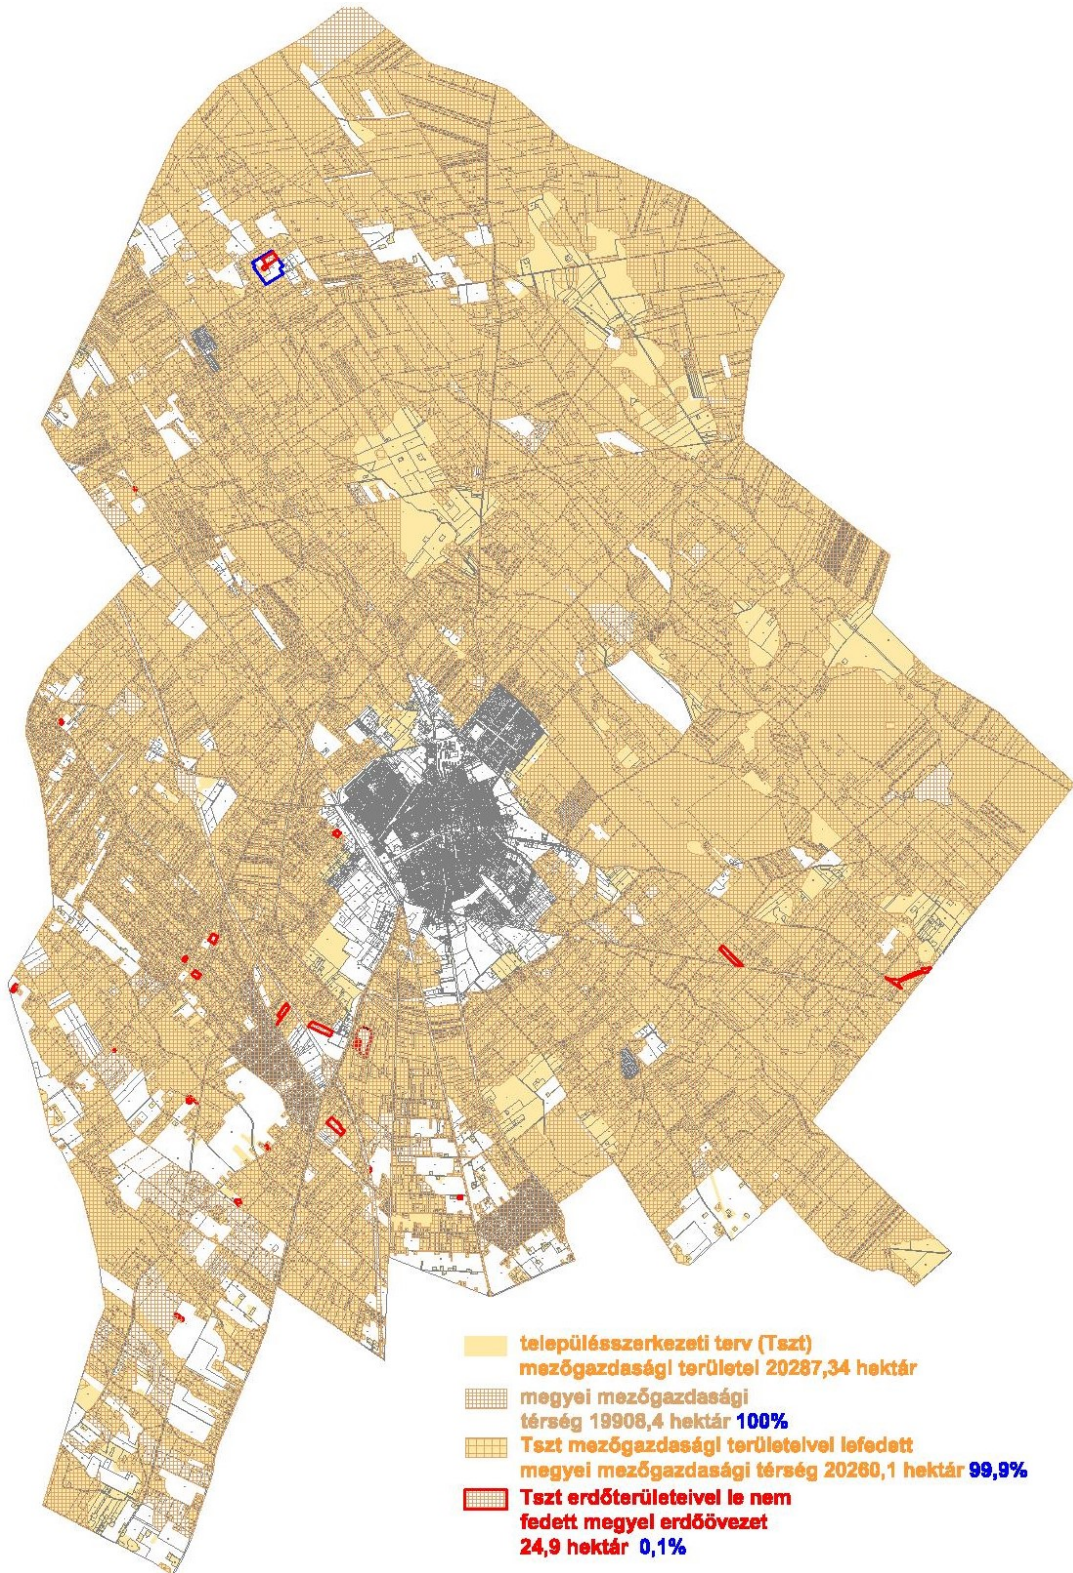 településszerkezeti terv (Tszt)
mezőgazdasági területei 20287,34 hektár
megyei mezőgazdasági
térség 19908,4 hektár 100%
Tszt mezőgazdasági területeivel lefedett
megyei mezőgazdasági térség 20260,1 hektár 99,9%
Tszt erdőterületeivel le nem
fedett megyei erdőövezet
24,9 hektár 0,1%